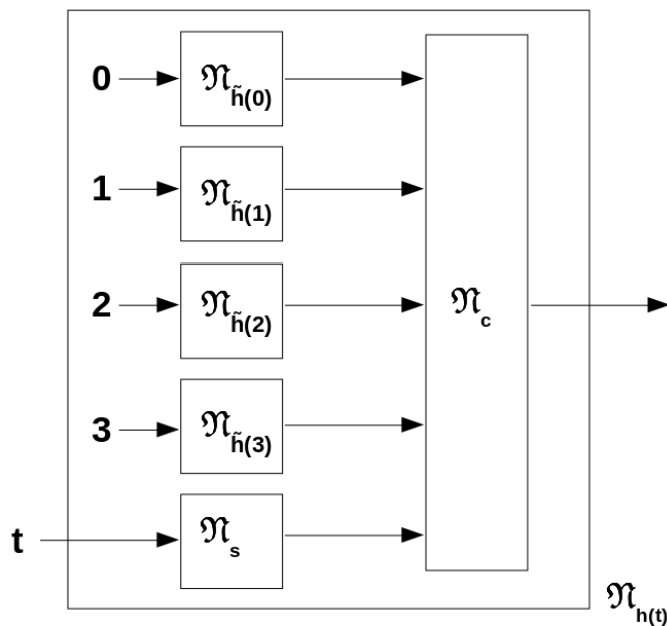 0 𝔑h̃(0)
1 𝔑h̃(1)
2 𝔑h̃(2)
𝔑c
3 𝔑h̃(3)
t 𝔑s
𝔑h(t)